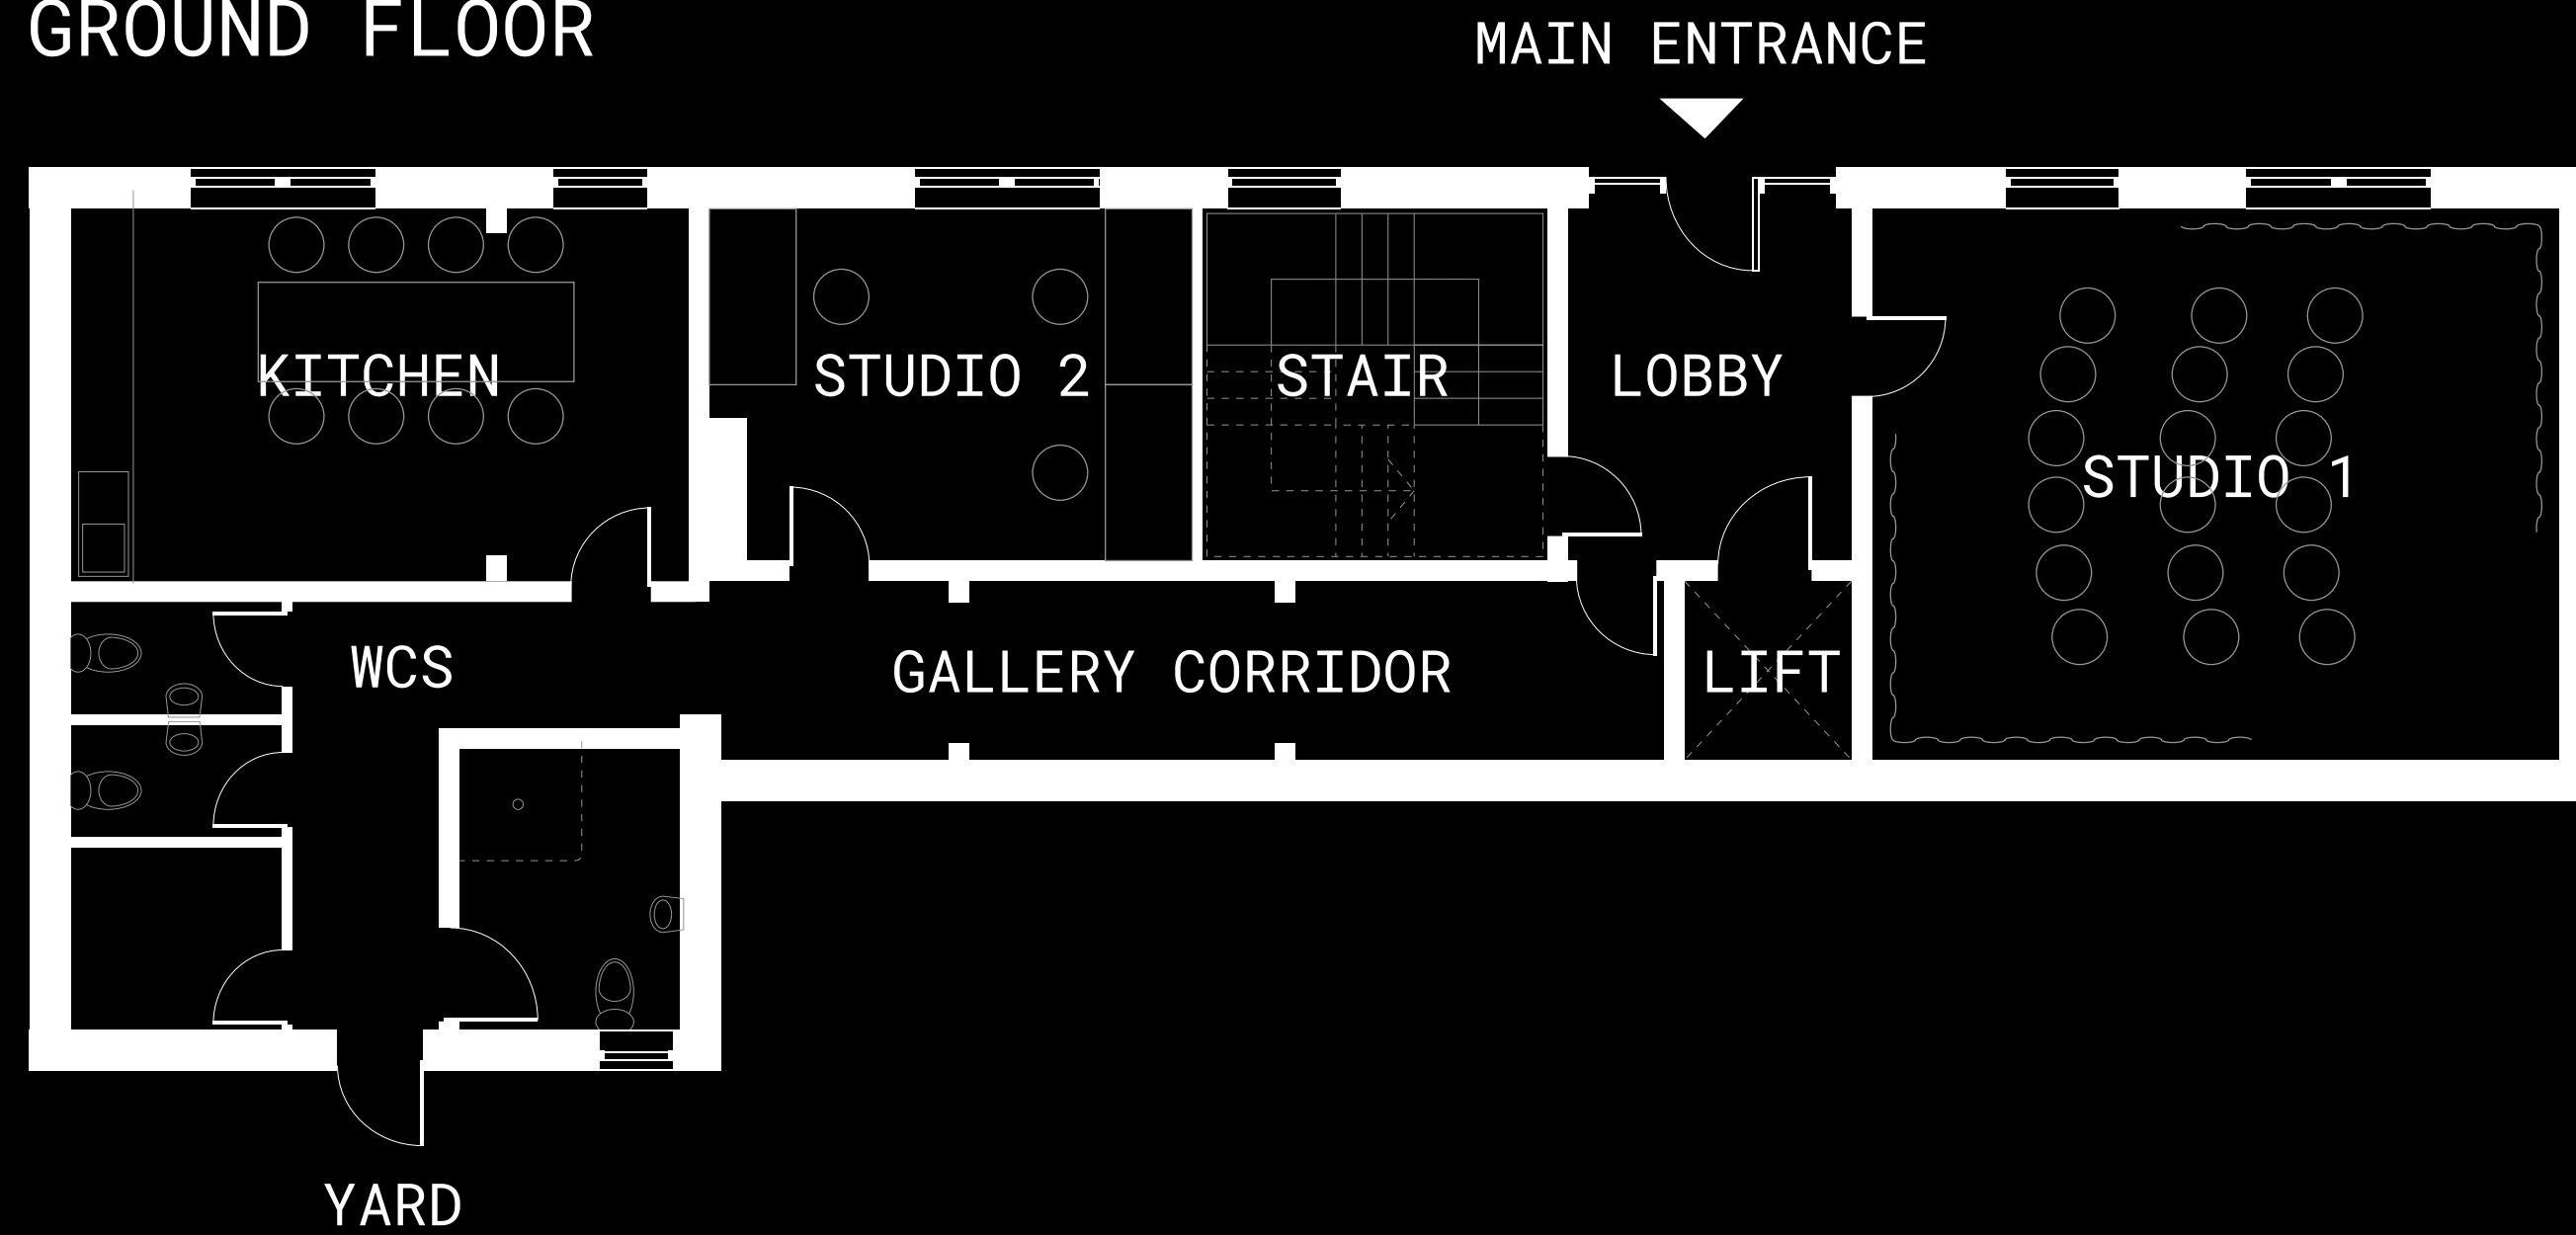 GROUND FLOOR
MAIN ENTRANCE
KITCHEN
STUDIO 2
STAIR
LOBBY
STUDIO 1
WCS
GALLERY CORRIDOR
LIFT
YARD